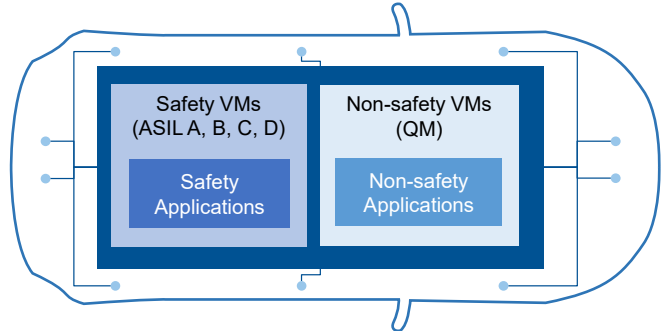 Safety VMs
(ASIL A, B, C, D)
Safety
Applications
Non-safety VMs
(QM)
Non-safety
Applications